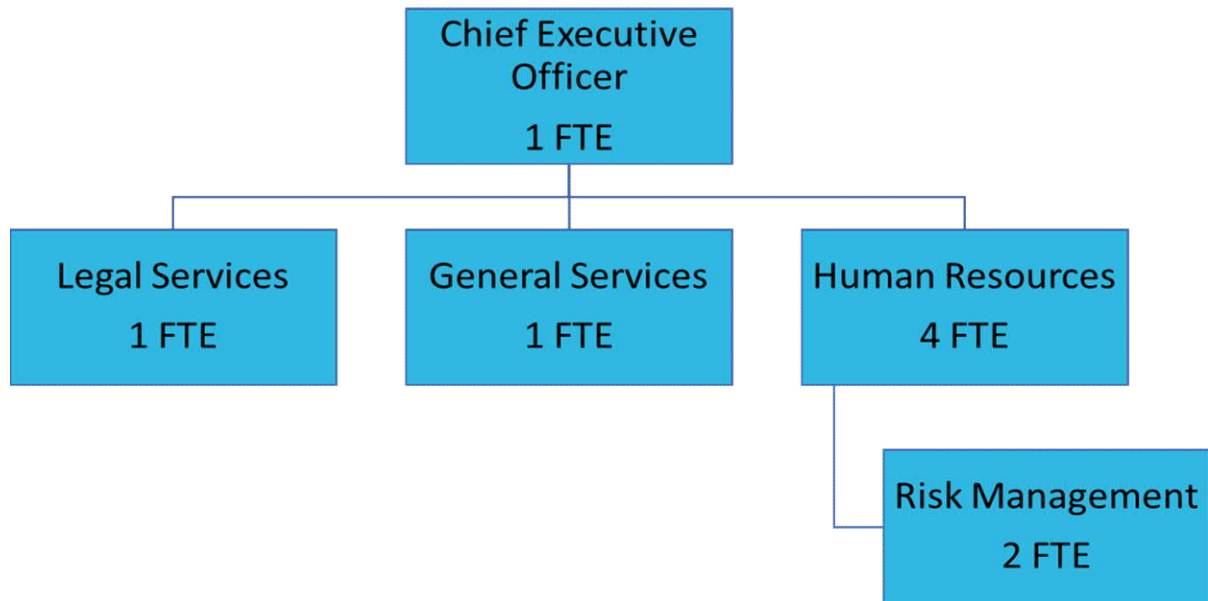 Chief Executive
Officer
1 FTE
Legal Services
1 FTE
General Services
1 FTE
Human Resources
4 FTE
Risk Management
2 FTE